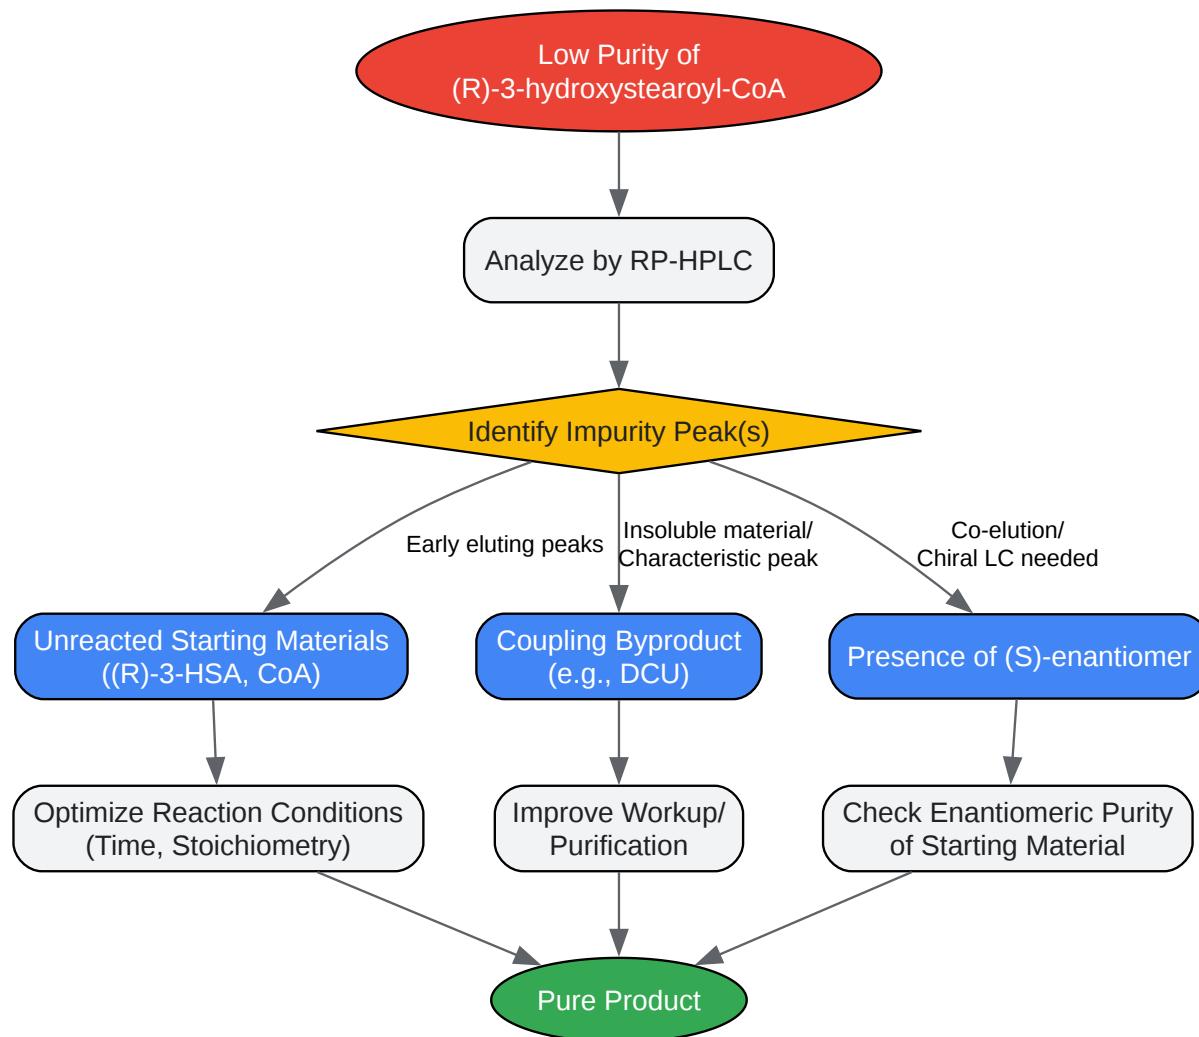 Low Purity of
(R)-3-hydroxystearoyl-CoA
Analyze by RP-HPLC
Identify Impurity Peak(s)
Early eluting peaks
Insoluble material/
Characteristic peak
Co-elution/
Chiral LC needed
Unreacted Starting Materials
((R)-3-HSA, CoA)
Coupling Byproduct
(e.g., DCU)
Presence of (S)-enantiomer
Optimize Reaction Conditions
(Time, Stoichiometry)
Improve Workup/
Purification
Check Enantiomeric Purity
of Starting Material
Pure Product